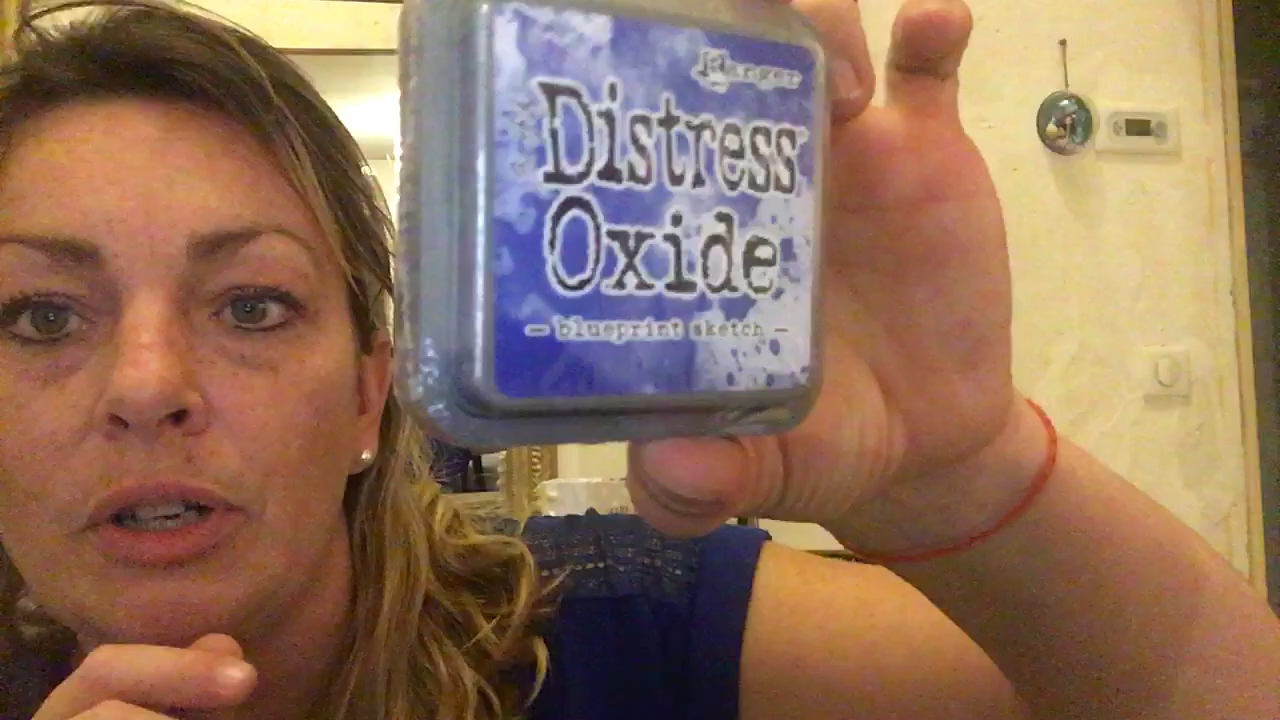 Ranger
Distress
Oxide
— blueprint sketch —